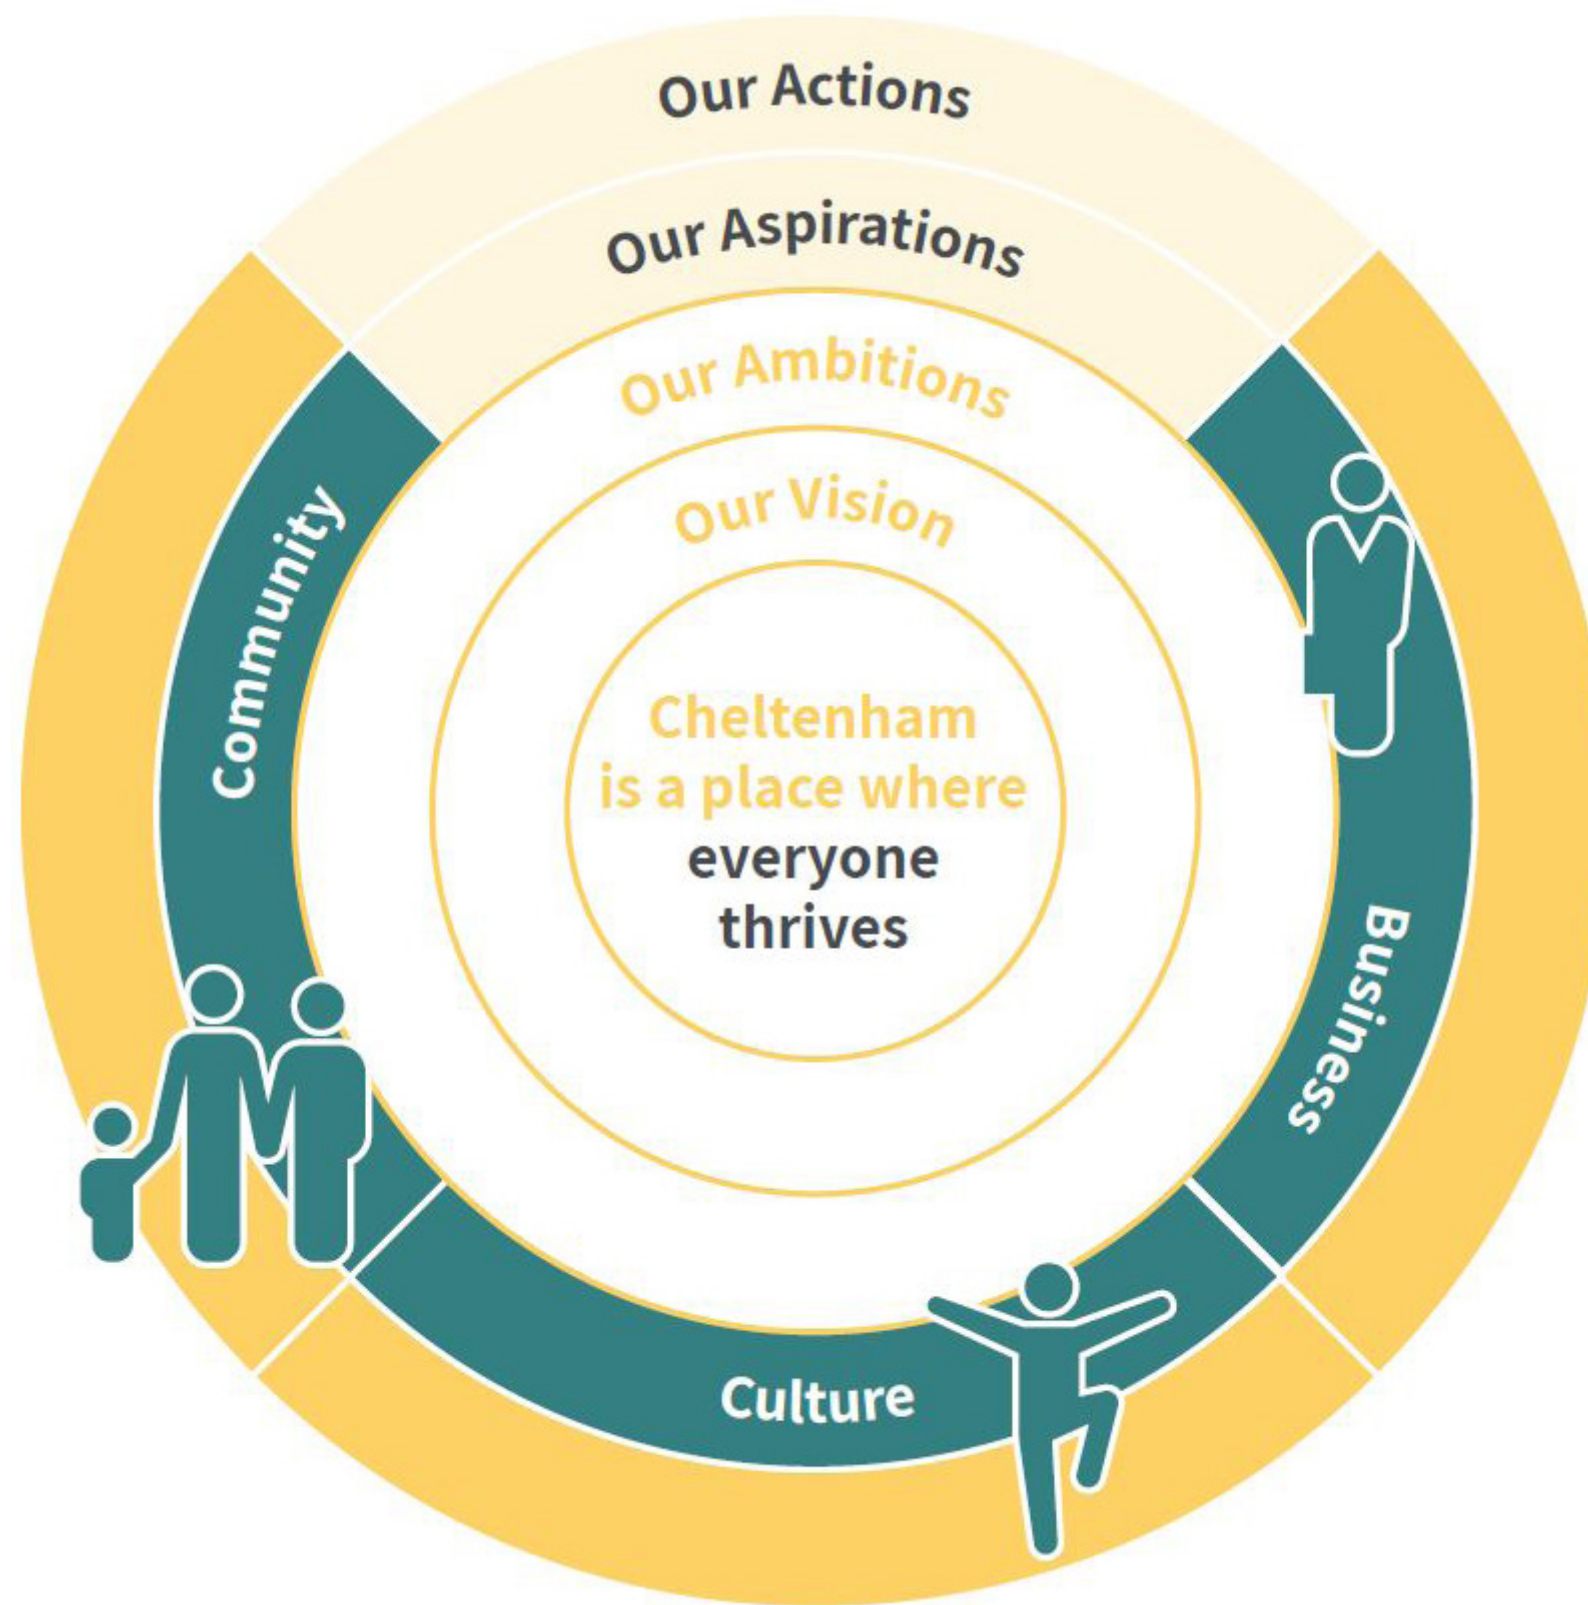 Our Actions
Our Aspirations
Our Ambitions
Our Vision
Cheltenham
is a place where
everyone
thrives
Community
Business
Culture